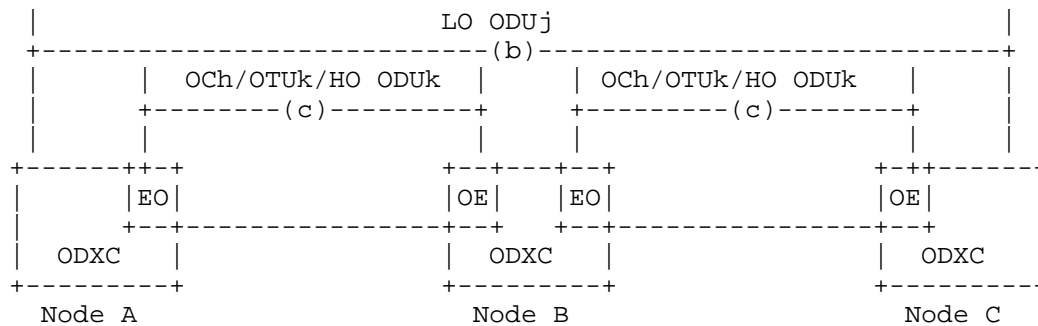 LO ODUj
(b)
OCh/OTUk/HO ODUk OCh/OTUk/HO ODUk
(c) (c)
EO OE EO OE
ODXC ODXC ODXC
Node A Node B Node C